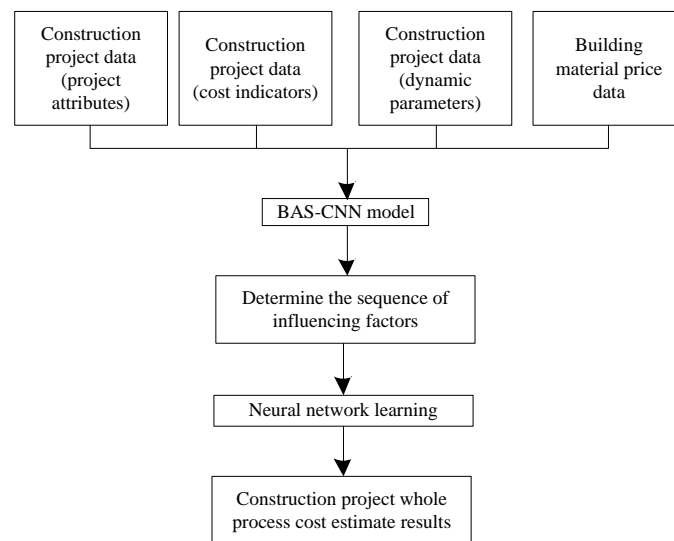 Construction
project data
(project
attributes)
Construction
project data
(cost indicators)
Construction
project data
(dynamic
parameters)
Building
material price
data
BAS-CNN model
Determine the sequence of
influencing factors
Neural network learning
Construction project whole
process cost estimate results